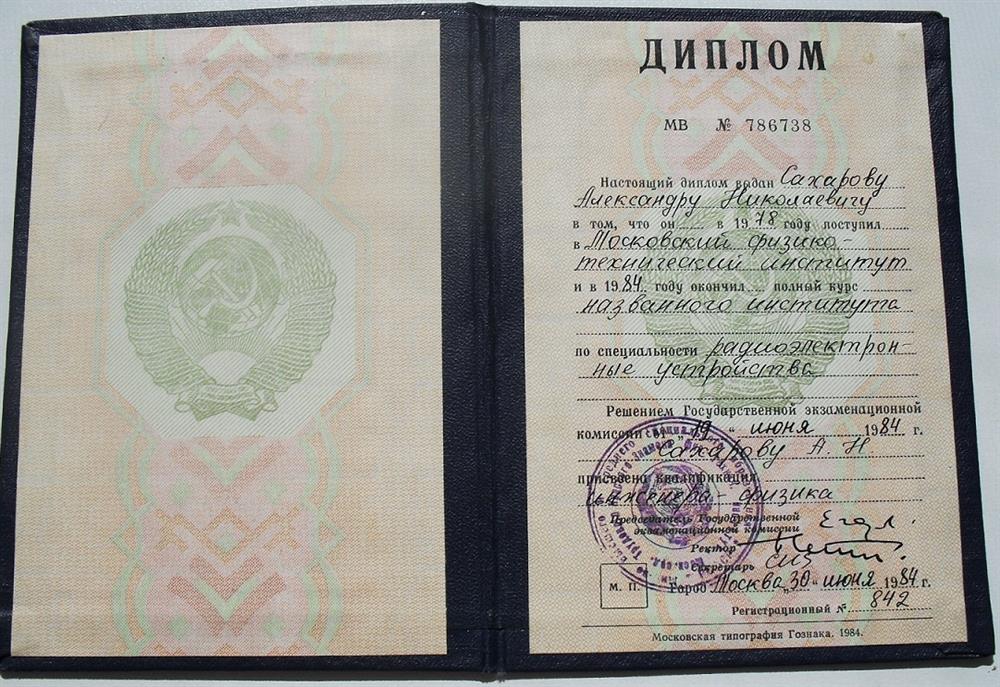 ДИПЛОМ
МВ № 786738
Настоящий диплом выдан Сахарову
Александру Николаевичу
в том, что он в 1978 году поступил
в Московский физико-
технический институт
и в 1984 году окончил полный курс
названного института
по специальности радиоэлектрон-
ные устройства
Решением Государственной экзаменационной
комиссии от „19" июня 1984 г.
Сахарову А. Н.
присвоена квалификация
инженера-физика
Председатель Государственной
экзаменационной комиссии
Ректор
Секретарь
М. П. Город Москва „30" июня 1984 г.
Регистрационный № 842
Московская типография Гознака. 1984.